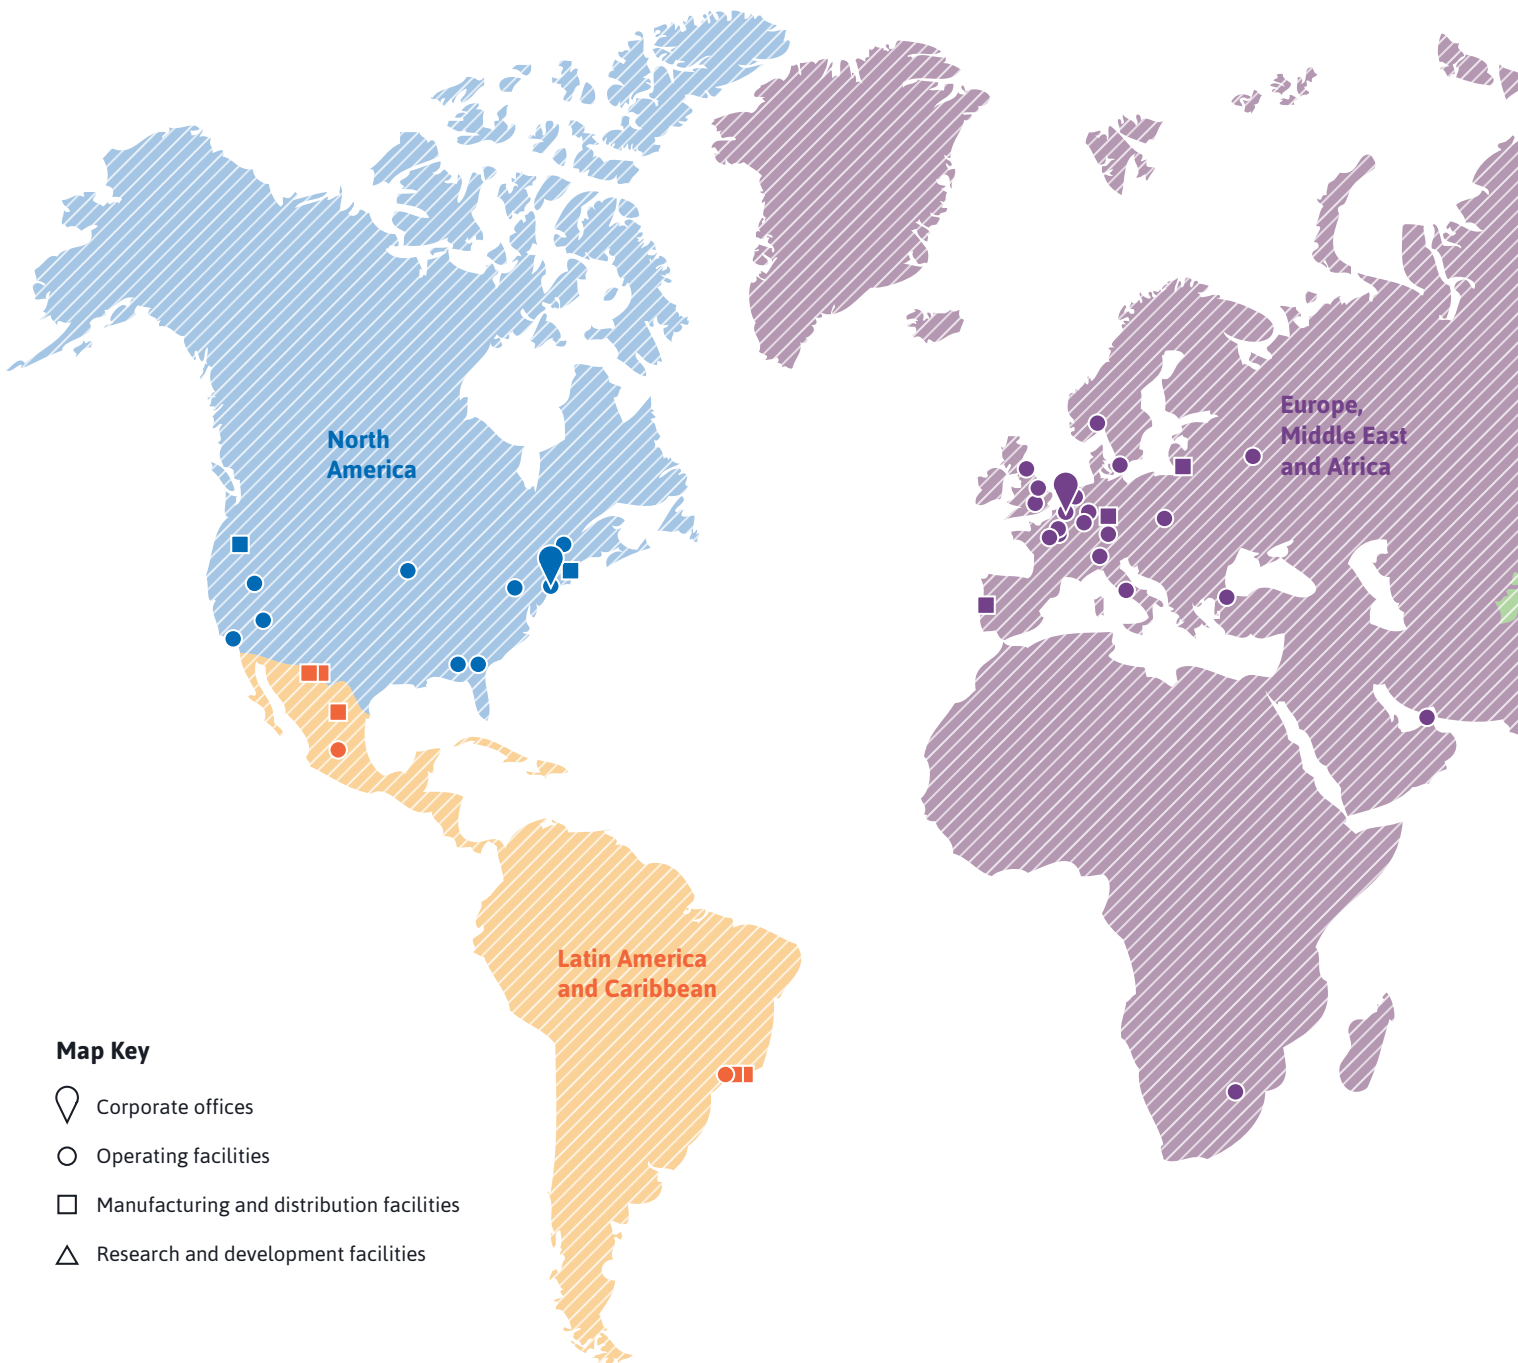 North
America
Europe,
Middle East
and Africa
Latin America
and Caribbean
Map Key
Corporate offices
Operating facilities
Manufacturing and distribution facilities
Research and development facilities